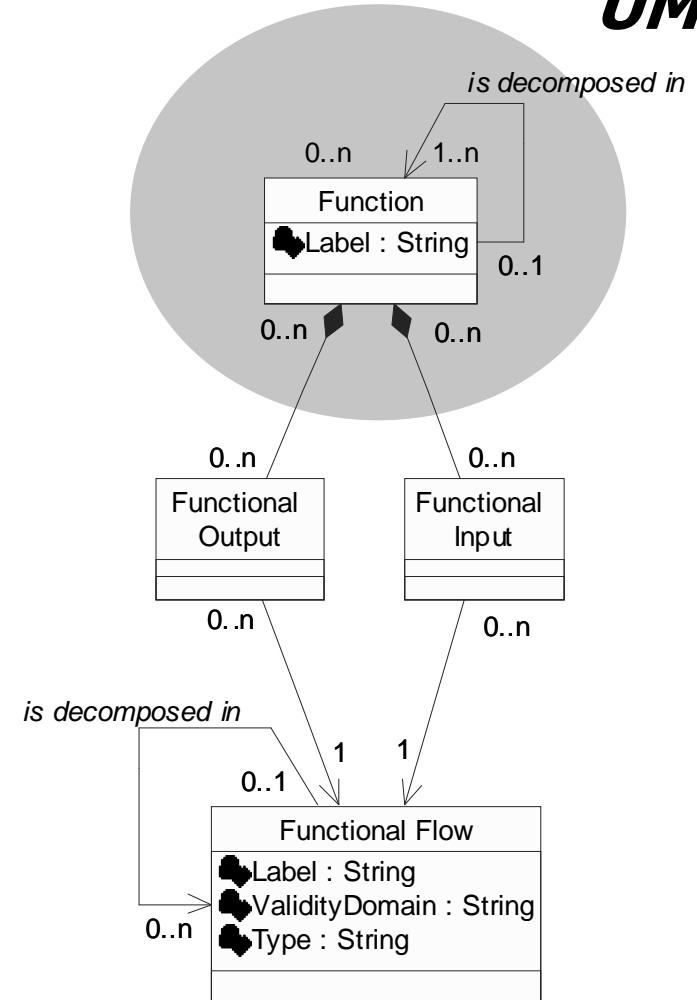 UM
is decomposed in
0..n
1..n
Function
Label : String
0..1
0..n
0..n
0..n
0..n
Functional
Output
Functional
Input
0..n
0..n
is decomposed in
1
1
0..1
Functional Flow
Label : String
ValidityDomain : String
0..n
Type : String